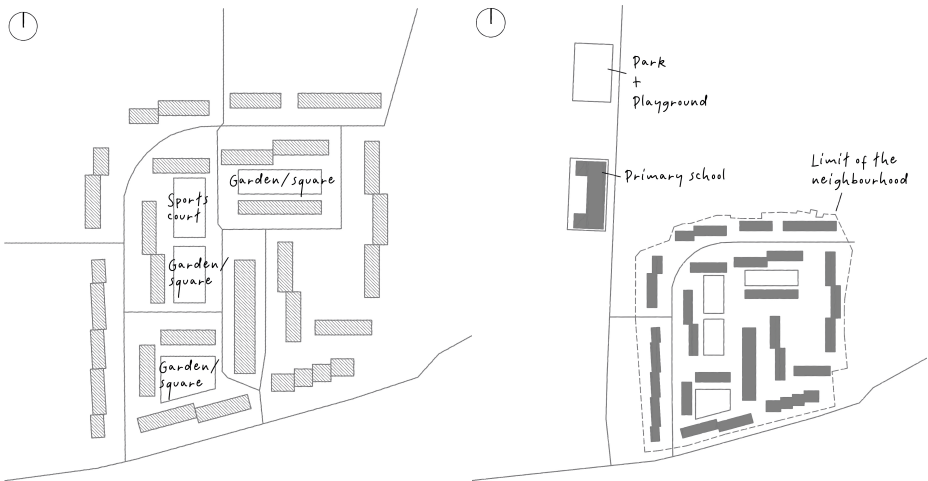 Garden/square
Sports
court
Garden/
square
Garden/
square
Park
+
Playground
Primary school
Limit of the
neighbourhood